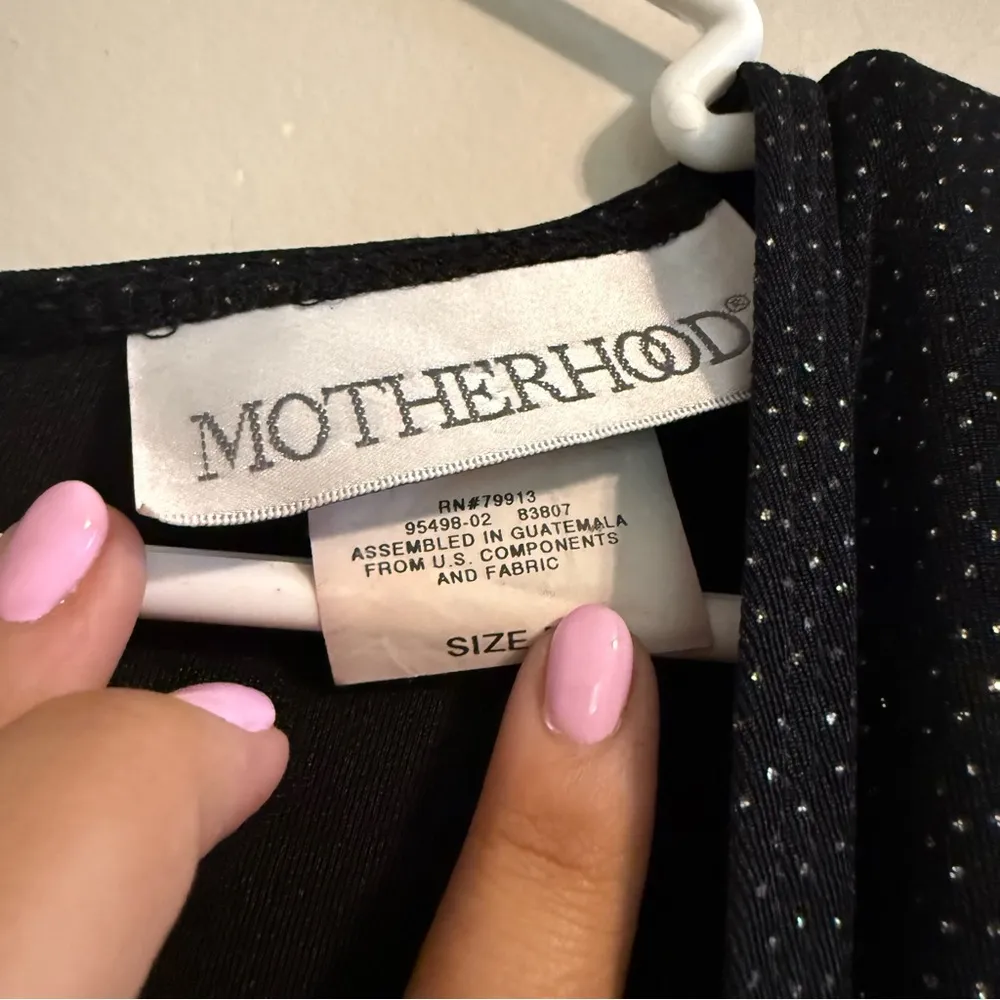 MOTHERHOOD®
RN#79913
95498-02 83807
ASSEMBLED IN GUATEMALA
FROM U.S. COMPONENTS
AND FABRIC
SIZE